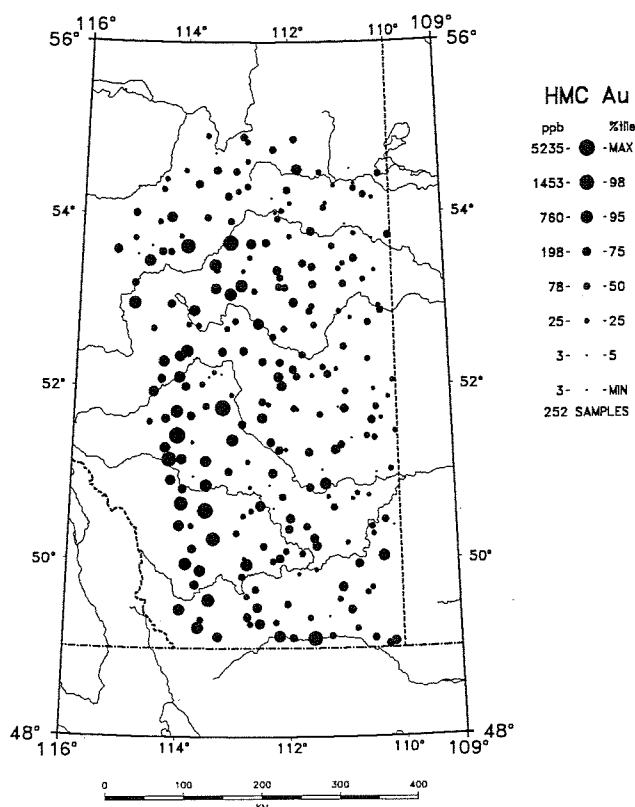 116° 114° 112° 110° 109°
56° 56°
HMC Au
ppb %tile
5235- -MAX
1453- -98
760- -95
198- -75
78- -50
25- -25
3- -5
3- -MIN
252 SAMPLES
54° 54°
52° 52°
50° 50°
48° 48°
116° 114° 112° 110° 109°
0 100 200 300 400
KM